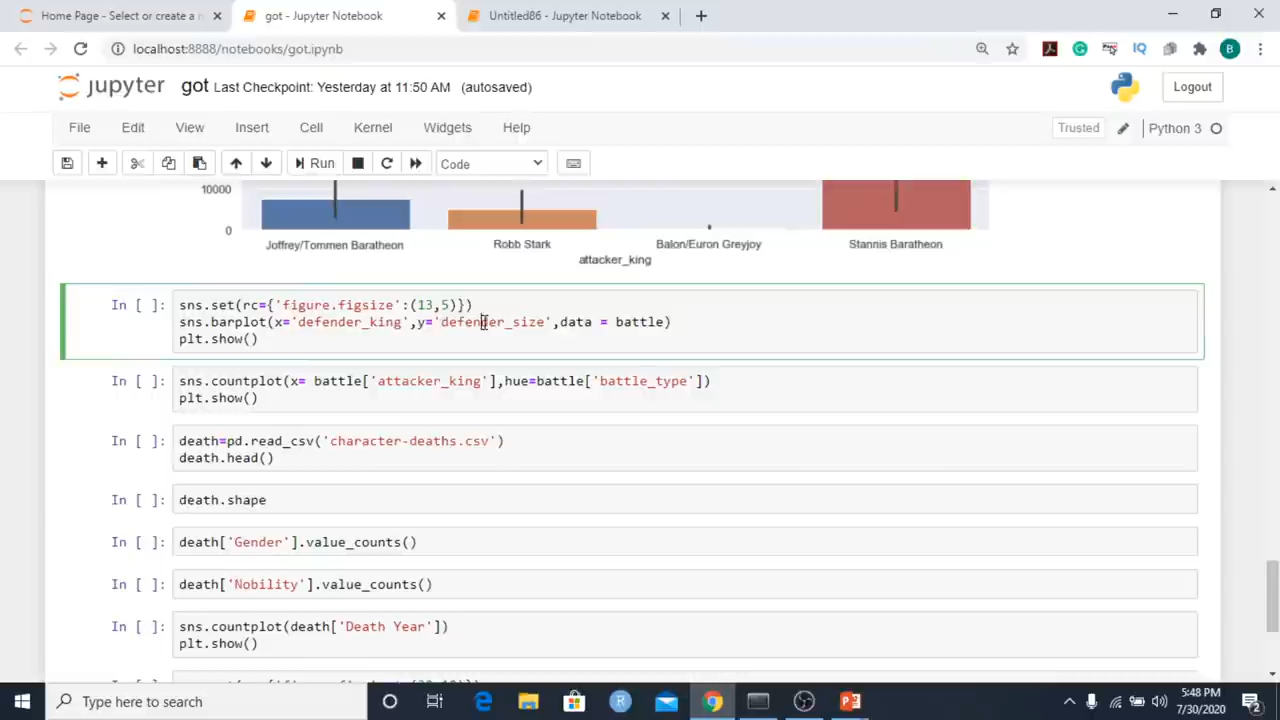 Home Page - Select or create a n
got - Jupyter Notebook
Untitled86 - Jupyter Notebook
localhost:8888/notebooks/got.ipynb
IQ
B
jupyter got Last Checkpoint: Yesterday at 11:50 AM (autosaved)
Logout
File Edit View Insert Cell Kernel Widgets Help
Trusted
Python 3
Run
Code
10000
0
Joffrey/Tommen Baratheon Robb Stark Balon/Euron Greyjoy Stannis Baratheon
attacker_king
In [ ]: sns.set(rc={'figure.figsize':(13,5)})
sns.barplot(x='defender_king',y='defender_size',data = battle)
plt.show()
In [ ]: sns.countplot(x= battle['attacker_king'],hue=battle['battle_type'])
plt.show()
In [ ]: death=pd.read_csv('character-deaths.csv')
death.head()
In [ ]: death.shape
In [ ]: death['Gender'].value_counts()
In [ ]: death['Nobility'].value_counts()
In [ ]: sns.countplot(death['Death Year'])
plt.show()
Type here to search
5:48 PM
7/30/2020
2